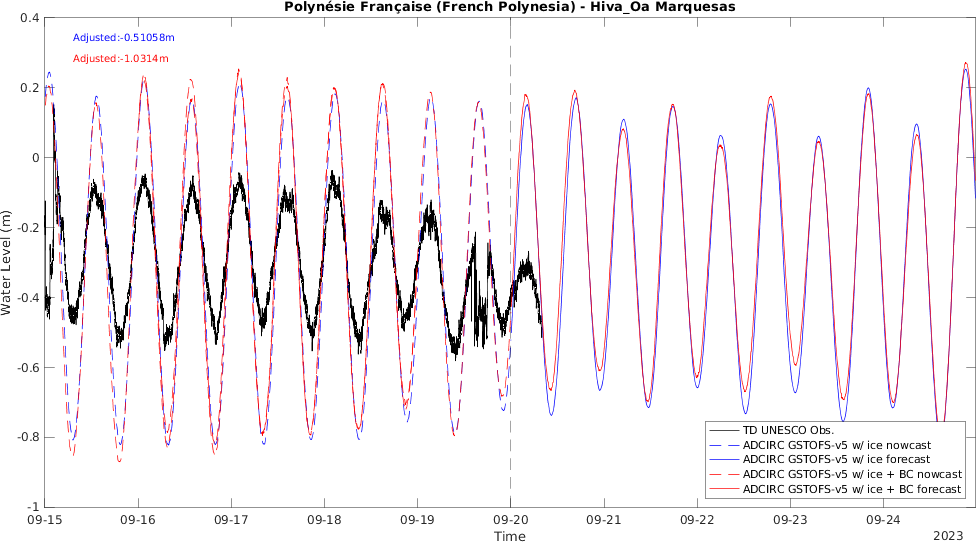 Polynésie Française (French Polynesia) - Hiva_Oa Marquesas
Adjusted:-0.51058m
Adjusted:-1.0314m
Water Level (m)
0.4
0.2
0
-0.2
-0.4
-0.6
-0.8
-1
TD UNESCO Obs.
ADCIRC GSTOFS-v5 w/ ice nowcast
ADCIRC GSTOFS-v5 w/ ice forecast
ADCIRC GSTOFS-v5 w/ ice + BC nowcast
ADCIRC GSTOFS-v5 w/ ice + BC forecast
09-15 09-16 09-17 09-18 09-19 09-20 09-21 09-22 09-23 09-24
Time
2023